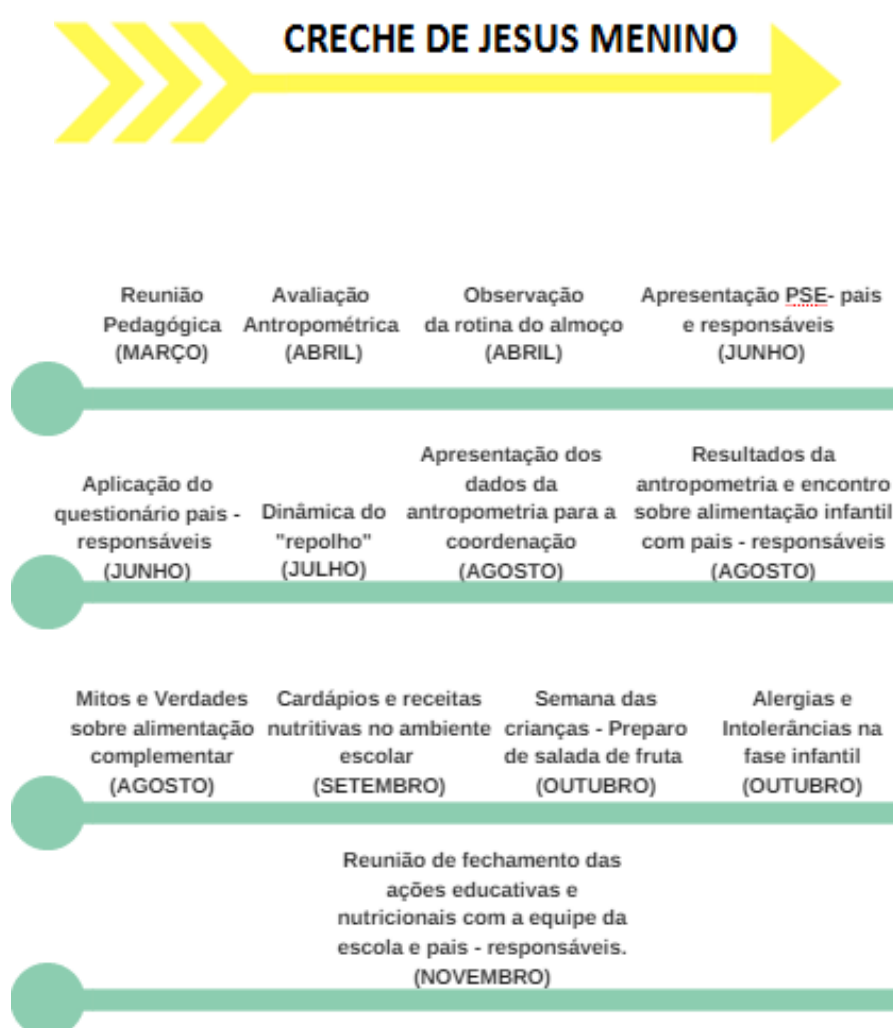 CRECHE DE JESUS MENINO
Reunião
Pedagógica
(MARÇO)
Avaliação
Antropométrica
(ABRIL)
Observação
da rotina do almoço
(ABRIL)
Apresentação PSE- pais
e responsáveis
(JUNHO)
Aplicação do
questionário pais -
responsáveis
(JUNHO)
Dinâmica do
"repolho"
(JULHO)
Apresentação dos
dados da
antropometria para a
coordenação
(AGOSTO)
Resultados da
antropometria e encontro
sobre alimentação infantil
com pais - responsáveis
(AGOSTO)
Mitos e Verdades
sobre alimentação
complementar
(AGOSTO)
Cardápios e receitas
nutritivas no ambiente
escolar
(SETEMBRO)
Semana das
crianças - Preparo
de salada de fruta
(OUTUBRO)
Alergias e
Intolerâncias na
fase infantil
(OUTUBRO)
Reunião de fechamento das
ações educativas e
nutricionais com a equipe da
escola e pais - responsáveis.
(NOVEMBRO)